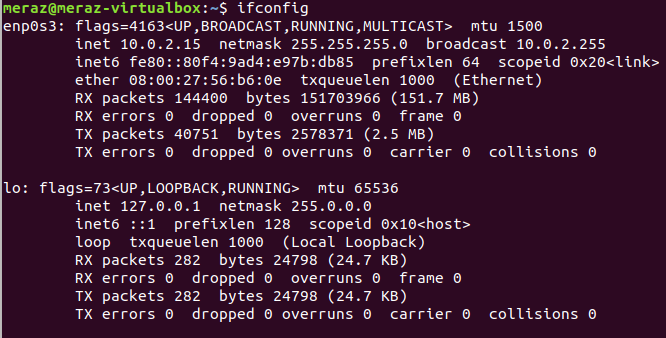 meraz@meraz-virtualbox:~$ ifconfig
enp0s3: flags=4163<UP,BROADCAST,RUNNING,MULTICAST>  mtu 1500
        inet 10.0.2.15  netmask 255.255.255.0  broadcast 10.0.2.255
        inet6 fe80::80f4:9ad4:e97b:db85  prefixlen 64  scopeid 0x20<link>
        ether 08:00:27:56:b6:0e  txqueuelen 1000  (Ethernet)
        RX packets 144400  bytes 151703966 (151.7 MB)
        RX errors 0  dropped 0  overruns 0  frame 0
        TX packets 40751  bytes 2578371 (2.5 MB)
        TX errors 0  dropped 0 overruns 0  carrier 0  collisions 0
lo: flags=73<UP,LOOPBACK,RUNNING>  mtu 65536
        inet 127.0.0.1  netmask 255.0.0.0
        inet6 ::1  prefixlen 128  scopeid 0x10<host>
        loop  txqueuelen 1000  (Local Loopback)
        RX packets 282  bytes 24798 (24.7 KB)
        RX errors 0  dropped 0  overruns 0  frame 0
        TX packets 282  bytes 24798 (24.7 KB)
        TX errors 0  dropped 0 overruns 0  carrier 0  collisions 0